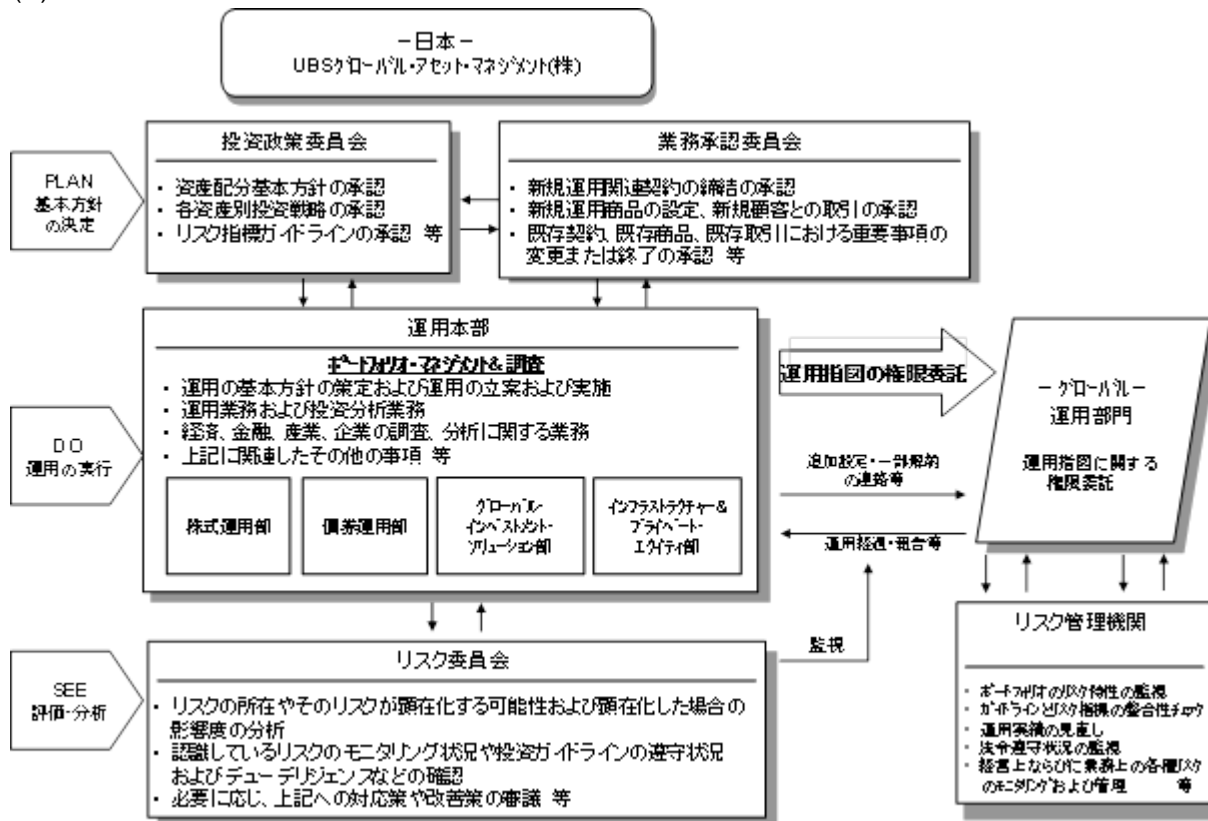 －日本－
UBSｸﾞﾛｰﾊﾞﾙ･ｱｾｯﾄ･ﾏﾈｼﾞﾒﾝﾄ(株)
PLAN
基本方針
の決定
投資政策委員会
・ 資産配分基本方針の承認
・ 各資産別投資戦略の承認
・ リスク指標ガイドラインの承認 等
業務承認委員会
・ 新規運用関連契約の締結の承認
・ 新規運用商品の設定、新規顧客との取引の承認
・ 既存契約、既存商品、既存取引における重要事項の
変更または終了の承認 等
DO
運用の実行
運用本部
ﾎﾟｰﾄﾌｫﾘｵ･ﾏﾈｼﾞﾒﾝﾄ&調査
・ 運用の基本方針の策定および運用の立案および実施
・ 運用業務および投資分析業務
・ 経済、金融、産業、企業の調査、分析に関する業務
・ 上記に関連したその他の事項 等
株式運用部
債券運用部
ｸﾞﾛｰﾊﾞﾙ･
ｲﾝﾍﾞｽﾄﾒﾝﾄ･
ｿﾘｭｰｼｮﾝ部
ｲﾝﾌﾗｽﾄﾗｸﾁｬｰ&
ﾌﾟﾗｲﾍﾞｰﾄ･
ｴｸｲﾃｨ部
運用指図の権限委託
追加設定・一部解約
の連絡等
運用経過・報告等
－ｸﾞﾛｰﾊﾞﾙ－
運用部門
運用指図に関する
権限委託
SEE
評価･分析
リスク委員会
・ リスクの所在やそのリスクが顕在化する可能性および顕在化した場合の
影響度の分析
・ 認識しているリスクのモニタリング状況や投資ガイドラインの遵守状況
およびデューデリジェンスなどの確認
・ 必要に応じ、上記への対応策や改善策の審議 等
監視
リスク管理機関
・ ﾎﾟｰﾄﾌｫﾘｵのﾘｽｸ特性の監視
・ ｶﾞｲﾄﾞﾗｲﾝとﾘｽｸ指標の整合性ﾁｪｯｸ
・ 運用実績の見直し
・ 法令遵守状況の監視
・ 経営上ならびに業務上の各種ﾘｽｸ
のﾓﾆﾀﾘﾝｸﾞおよび管理 等